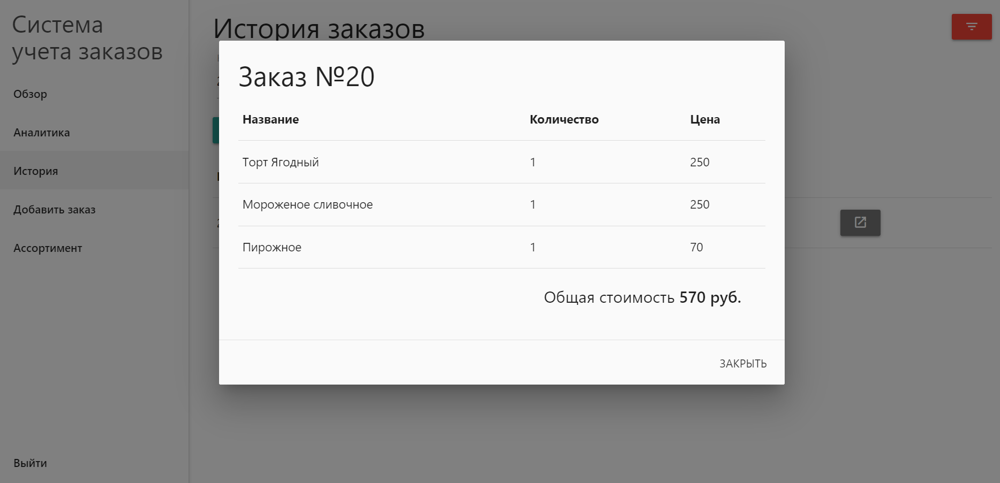 Система
учета заказов
Обзор
Аналитика
История
Добавить заказ
Ассортимент
Выйти
История заказов
Заказ №20
Название Количество Цена
Торт Ягодный 1 250
Мороженое сливочное 1 250
Пирожное 1 70
Общая стоимость 570 руб.
ЗАКРЫТЬ